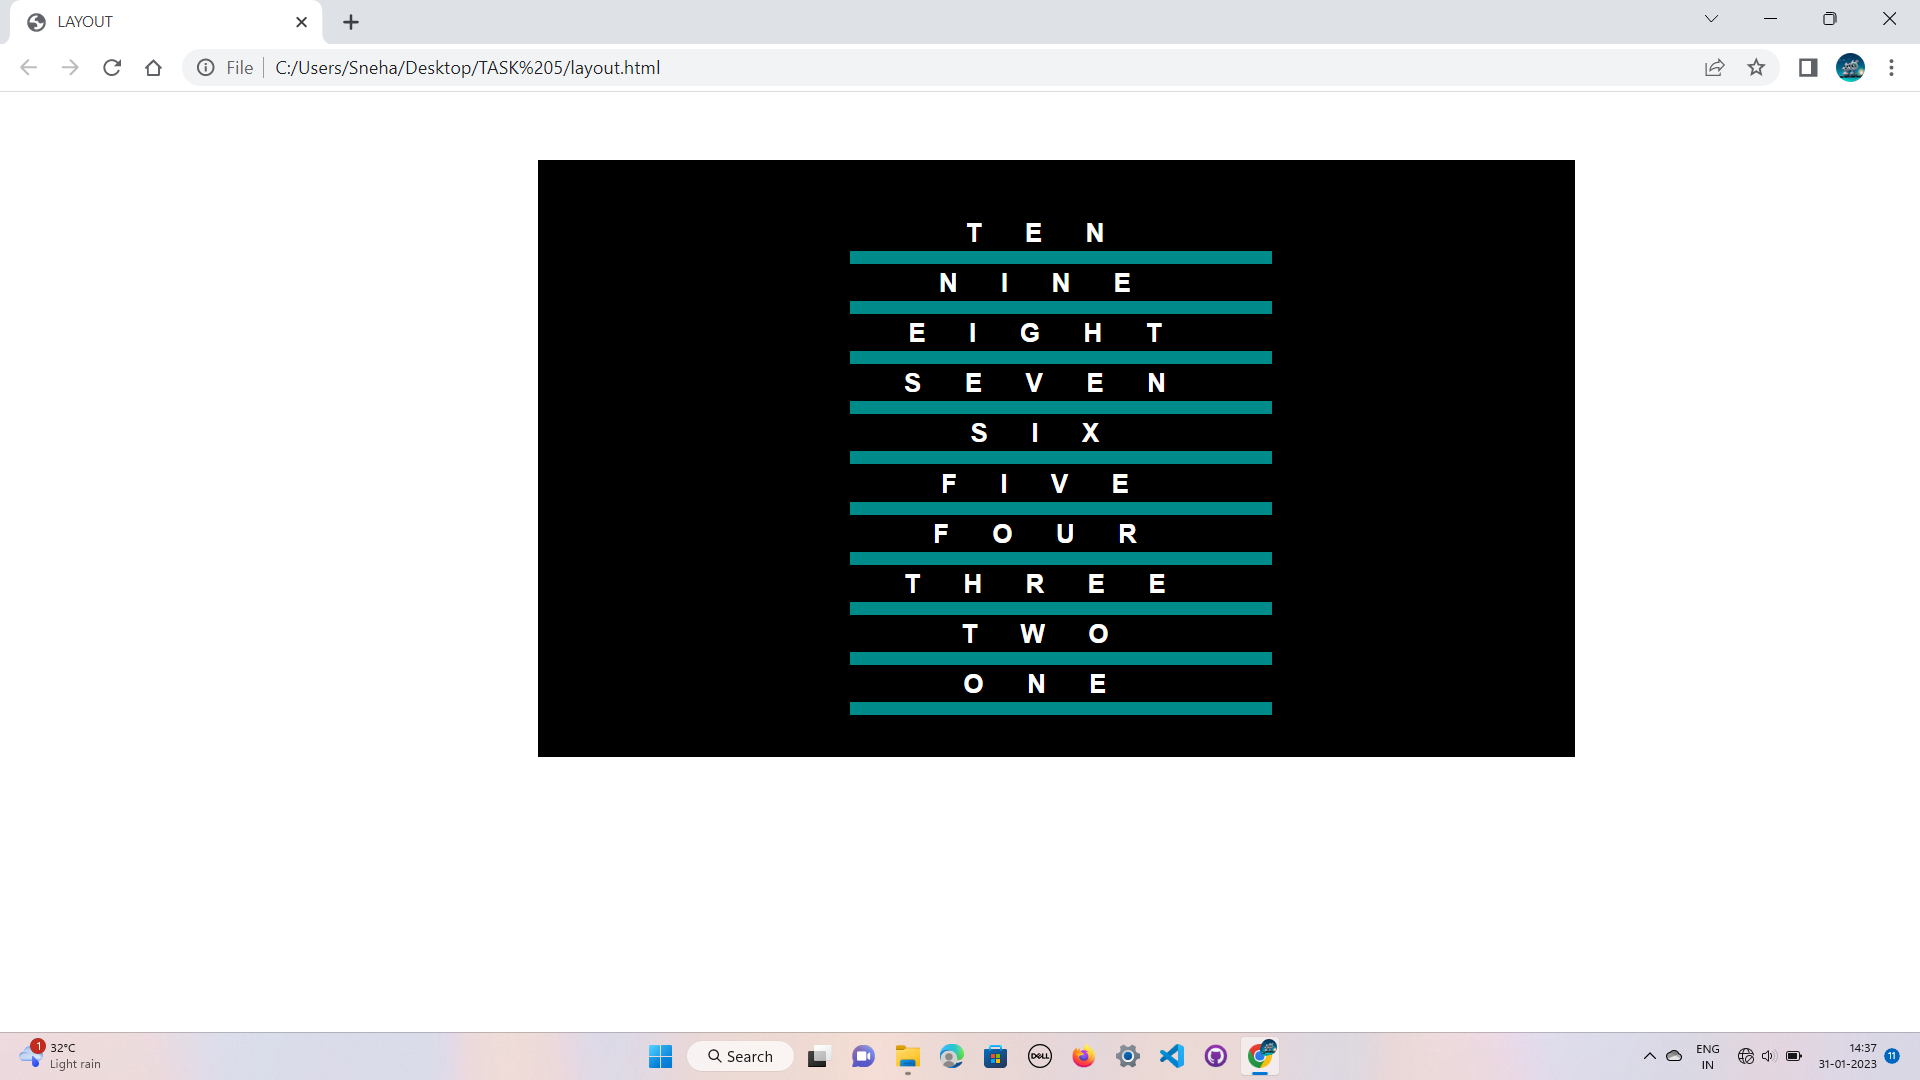 LAYOUT
File
C:/Users/Sneha/Desktop/TASK%205/layout.html
T E N
N I N E
E I G H T
S E V E N
S I X
F I V E
F O U R
T H R E E
T W O
O N E
1
32°C
Light rain
Search
DELL
ENG
IN
14:37
31-01-2023
11